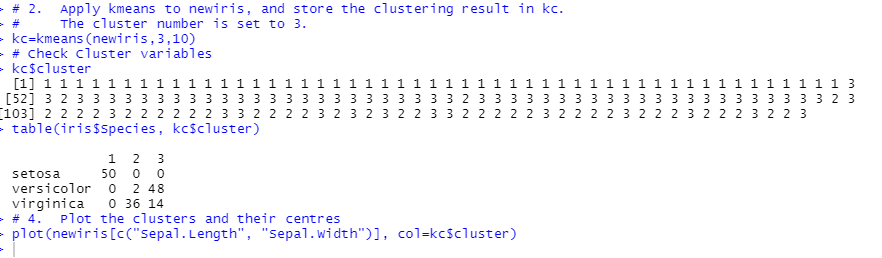 > # 2. Apply kmeans to newiris, and store the clustering result in kc.
> # The cluster number is set to 3.
> kc=kmeans(newiris,3,10)
> # Check Cluster variables
> kc$cluster
[1] 1 1 1 1 1 1 1 1 1 1 1 1 1 1 1 1 1 1 1 1 1 1 1 1 1 1 1 1 1 1 1 1 1 1 1 1 1 1 1 1 1 1 1 1 1 1 1 1 1 1 3
[52] 3 2 3 3 3 3 3 3 3 3 3 3 3 3 3 3 3 3 3 3 3 3 3 3 3 3 2 3 3 3 3 3 3 3 3 3 3 3 3 3 3 3 3 3 3 3 3 3 3 2 3
[103] 2 2 2 2 3 2 2 2 2 2 2 3 3 2 2 2 2 3 2 3 2 3 2 2 3 3 2 2 2 2 2 3 2 2 2 2 3 2 2 2 3 2 2 2 3 2 2 3
> table(iris$Species, kc$cluster)
1 2 3
setosa 50 0 0
versicolor 0 2 48
virginica 0 36 14
> # 4. Plot the clusters and their centres
> plot(newiris[c("Sepal.Length", "Sepal.Width")], col=kc$cluster)
>